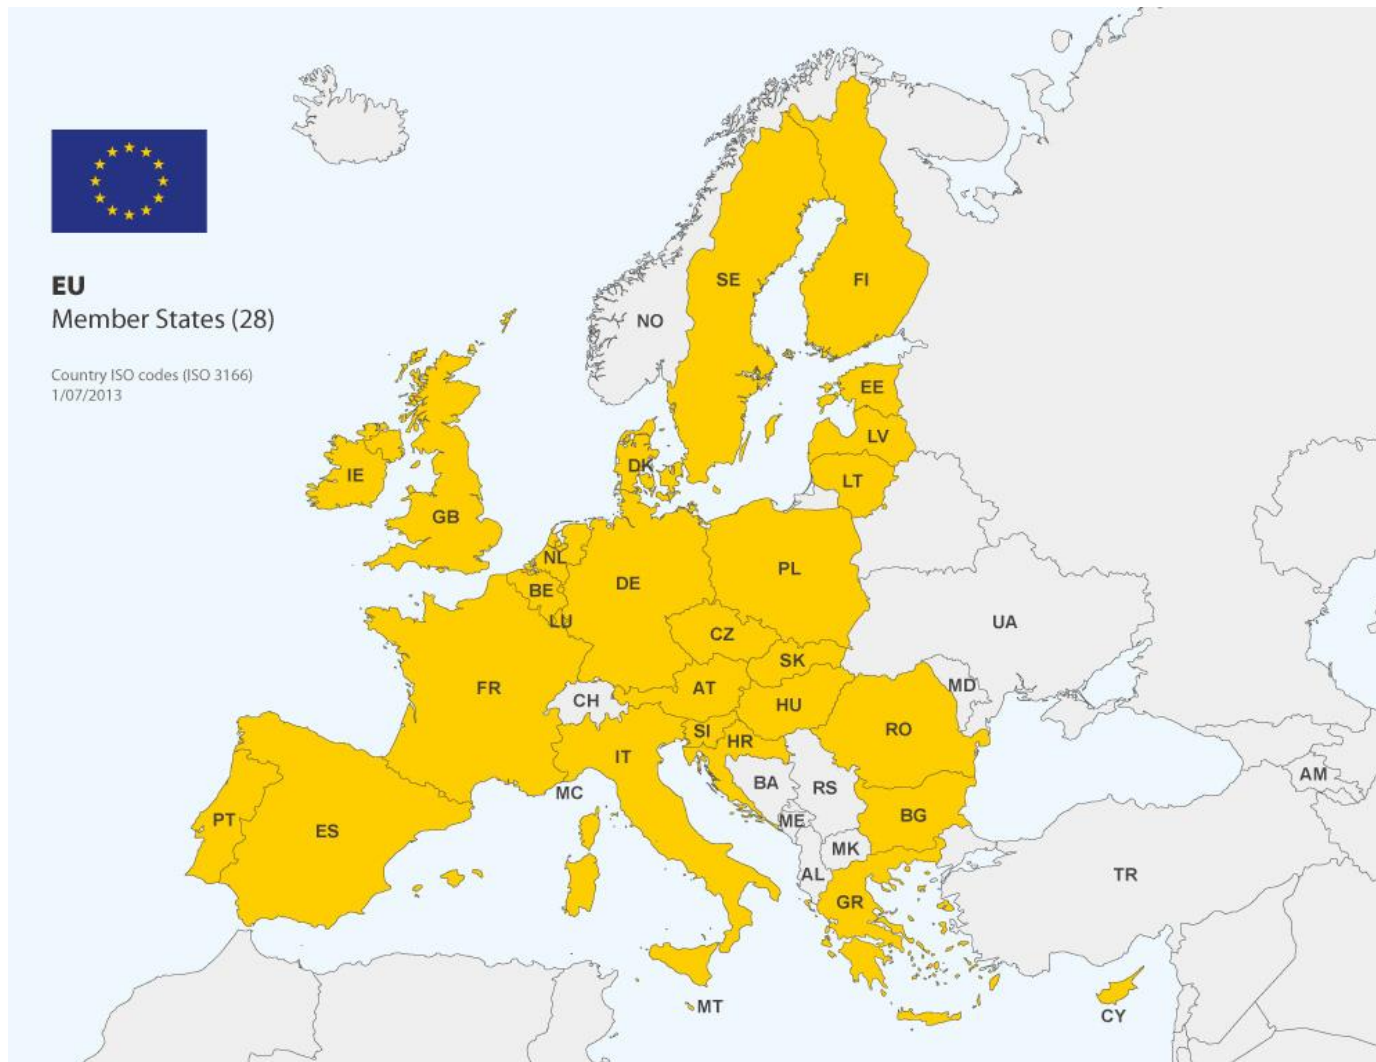 EU
Member States (28)
Country ISO codes (ISO 3166)
1/07/2013
SE
FI
NO
EE
LV
LT
DK
IE
GB
NL
BE
LU
DE
PL
CZ
SK
UA
FR
CH
AT
HU
MD
SI
HR
RO
IT
BA
RS
AM
MC
ME
BG
PT
ES
MK
AL
TR
GR
MT
CY